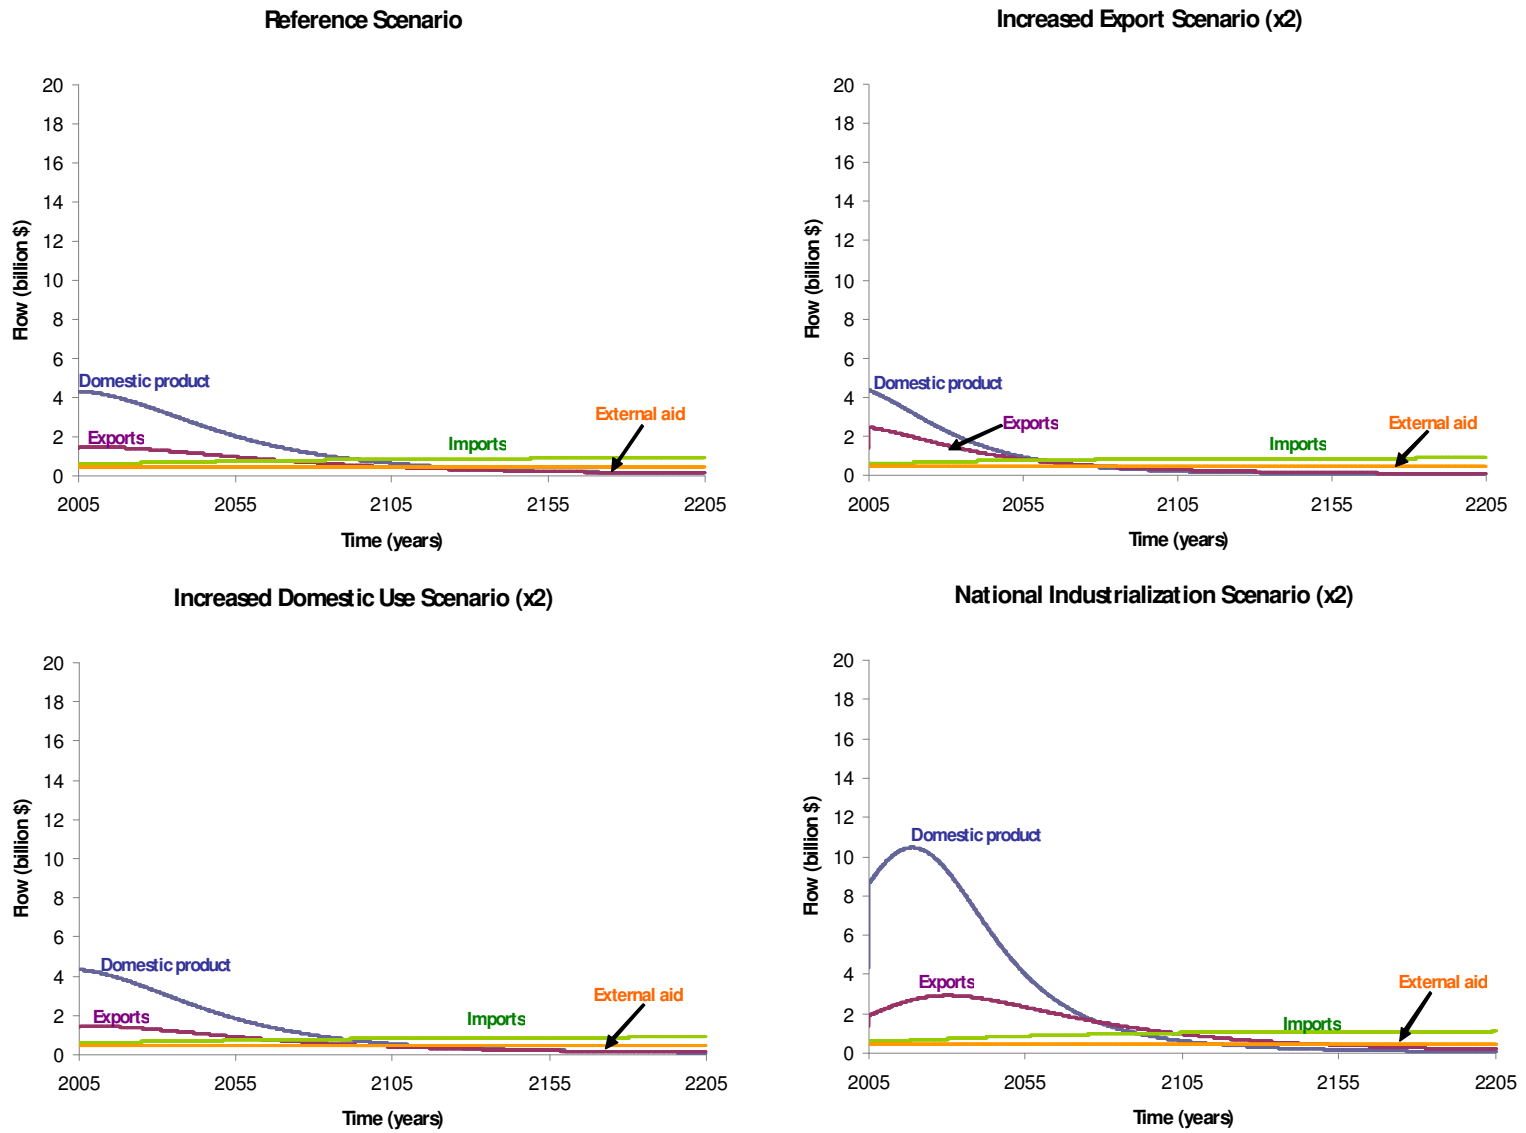 Reference Scenario
20
18
16
14
12
10
8
6
4
2
0
Flow (billion $)
Domestic product
Exports
Imports
External aid
2005 2055 2105 2155 2205
Time (years)
Increased Export Scenario (x2)
20
18
16
14
12
10
8
6
4
2
0
Flow (billion $)
Domestic product
Exports
Imports
External aid
2005 2055 2105 2155 2205
Time (years)
Increased Domestic Use Scenario (x2)
20
18
16
14
12
10
8
6
4
2
0
Flow (billion $)
Domestic product
Exports
Imports
External aid
2005 2055 2105 2155 2205
Time (years)
National Industrialization Scenario (x2)
20
18
16
14
12
10
8
6
4
2
0
Flow (billion $)
Domestic product
Exports
Imports
External aid
2005 2055 2105 2155 2205
Time (years)